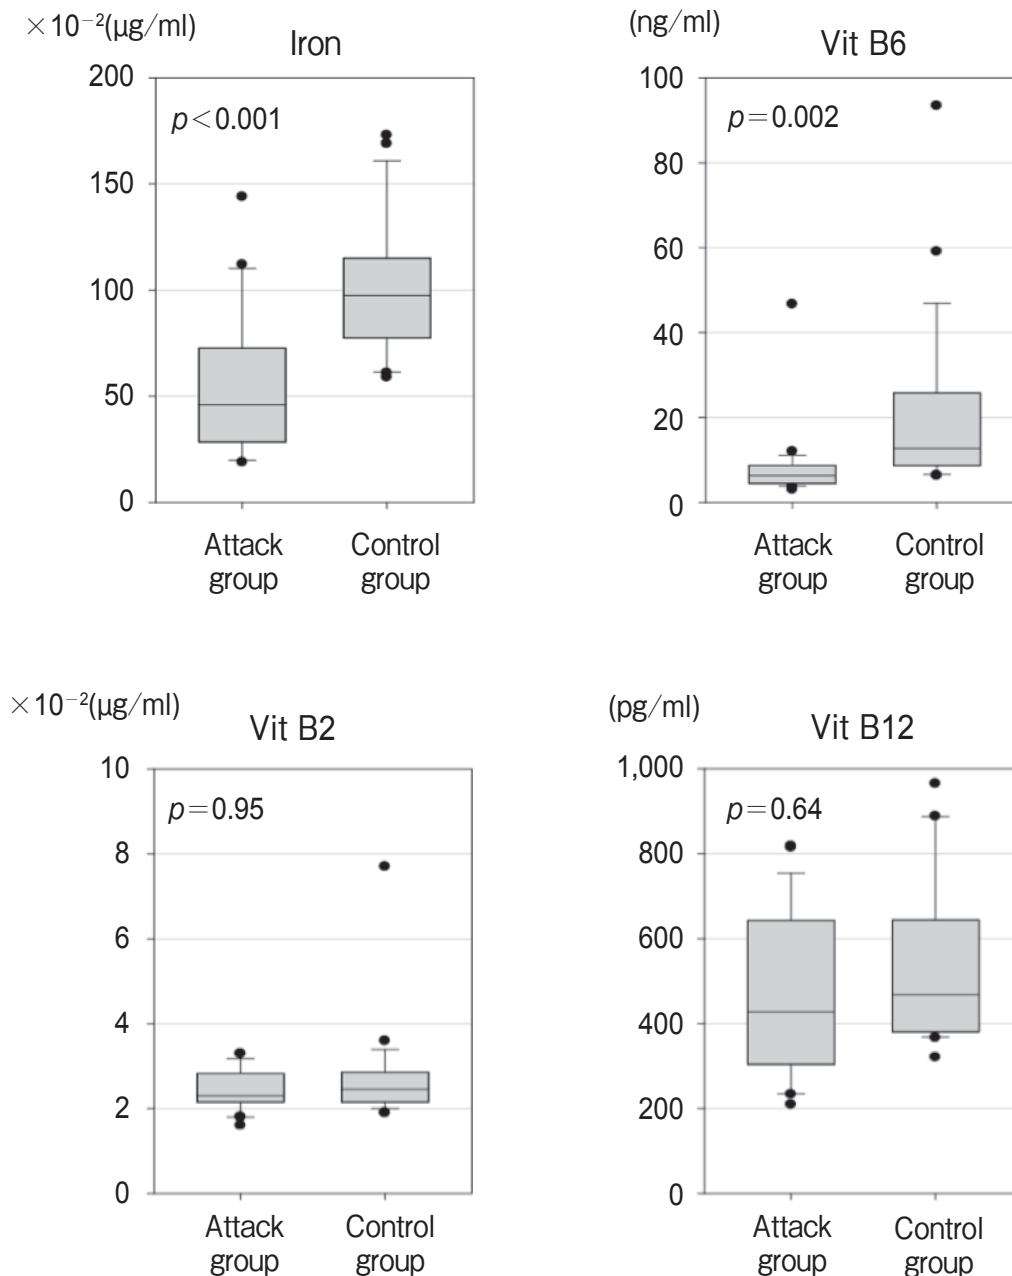 ×10⁻²(μg/ml)
Iron
200
150
100
50
0
p<0.001
Attack group
Control group
(ng/ml)
Vit B6
100
80
60
40
20
0
p=0.002
Attack group
Control group
×10⁻²(μg/ml)
Vit B2
10
8
6
4
2
0
p=0.95
Attack group
Control group
(pg/ml)
Vit B12
1,000
800
600
400
200
0
p=0.64
Attack group
Control group